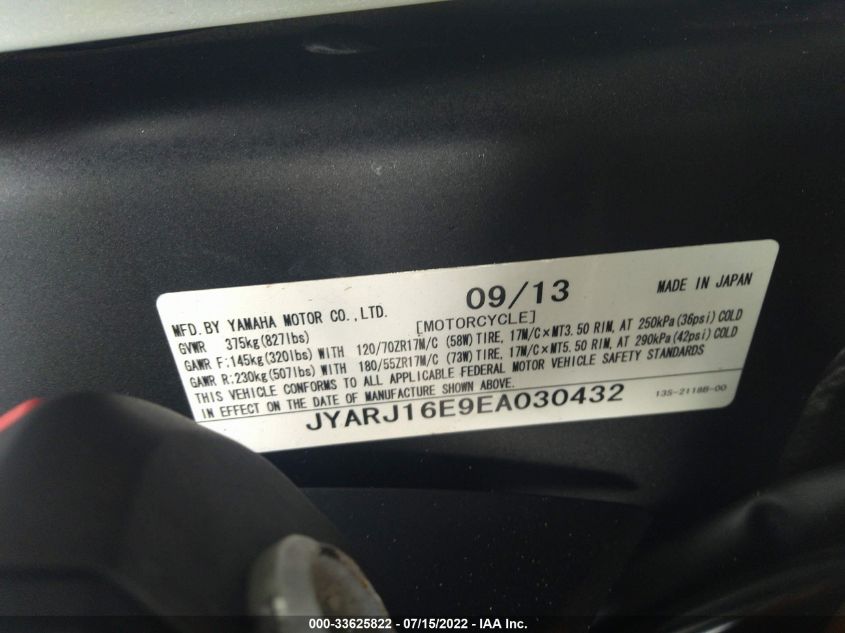 MFD. BY YAMAHA MOTOR CO., LTD. 09/13 MADE IN JAPAN
GVWR 375kg(827lbs) [MOTORCYCLE]
GAWR F:145kg(320lbs) WITH 120/70ZR17M/C (58W) TIRE, 17M/C×MT3.50 RIM, AT 250kPa(36psi) COLD
GAWR R:230kg(507lbs) WITH 180/55ZR17M/C (73W) TIRE, 17M/C×MT5.50 RIM, AT 290kPa(42psi) COLD
THIS VEHICLE CONFORMS TO ALL APPLICABLE FEDERAL MOTOR VEHICLE SAFETY STANDARDS
IN EFFECT ON THE DATE OF MANUFACTURE SHOWN ABOVE.
JYARJ16E9EA030432 13S-2118B-00
000-33625822 - 07/15/2022 - IAA Inc.